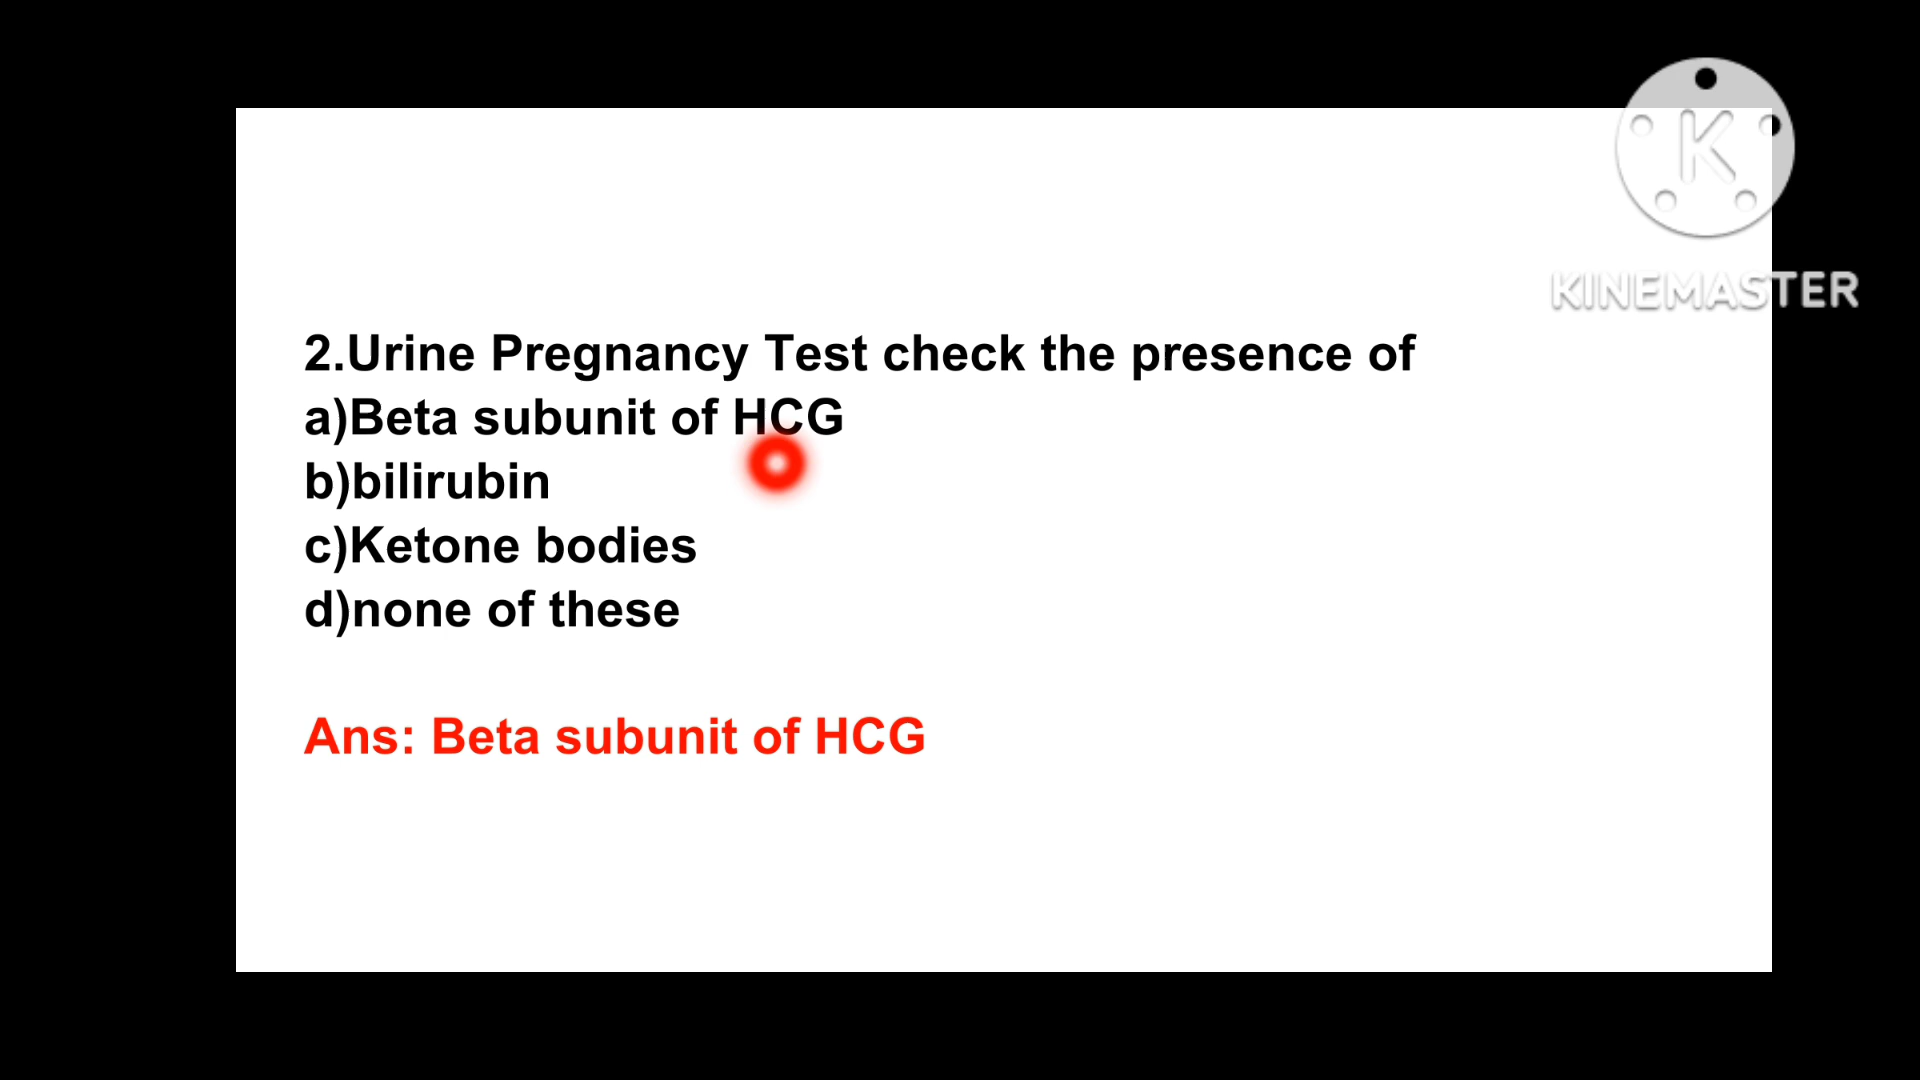 K
KINEMASTER
2.Urine Pregnancy Test check the presence of
a)Beta subunit of HCG
b)bilirubin
c)Ketone bodies
d)none of these
Ans: Beta subunit of HCG